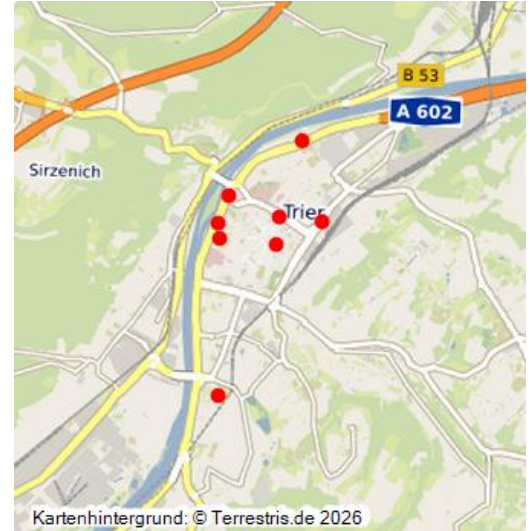 B 53
A 602
Sirzenich
Trier
Kartenhintergrund: © Terrestris.de 2026